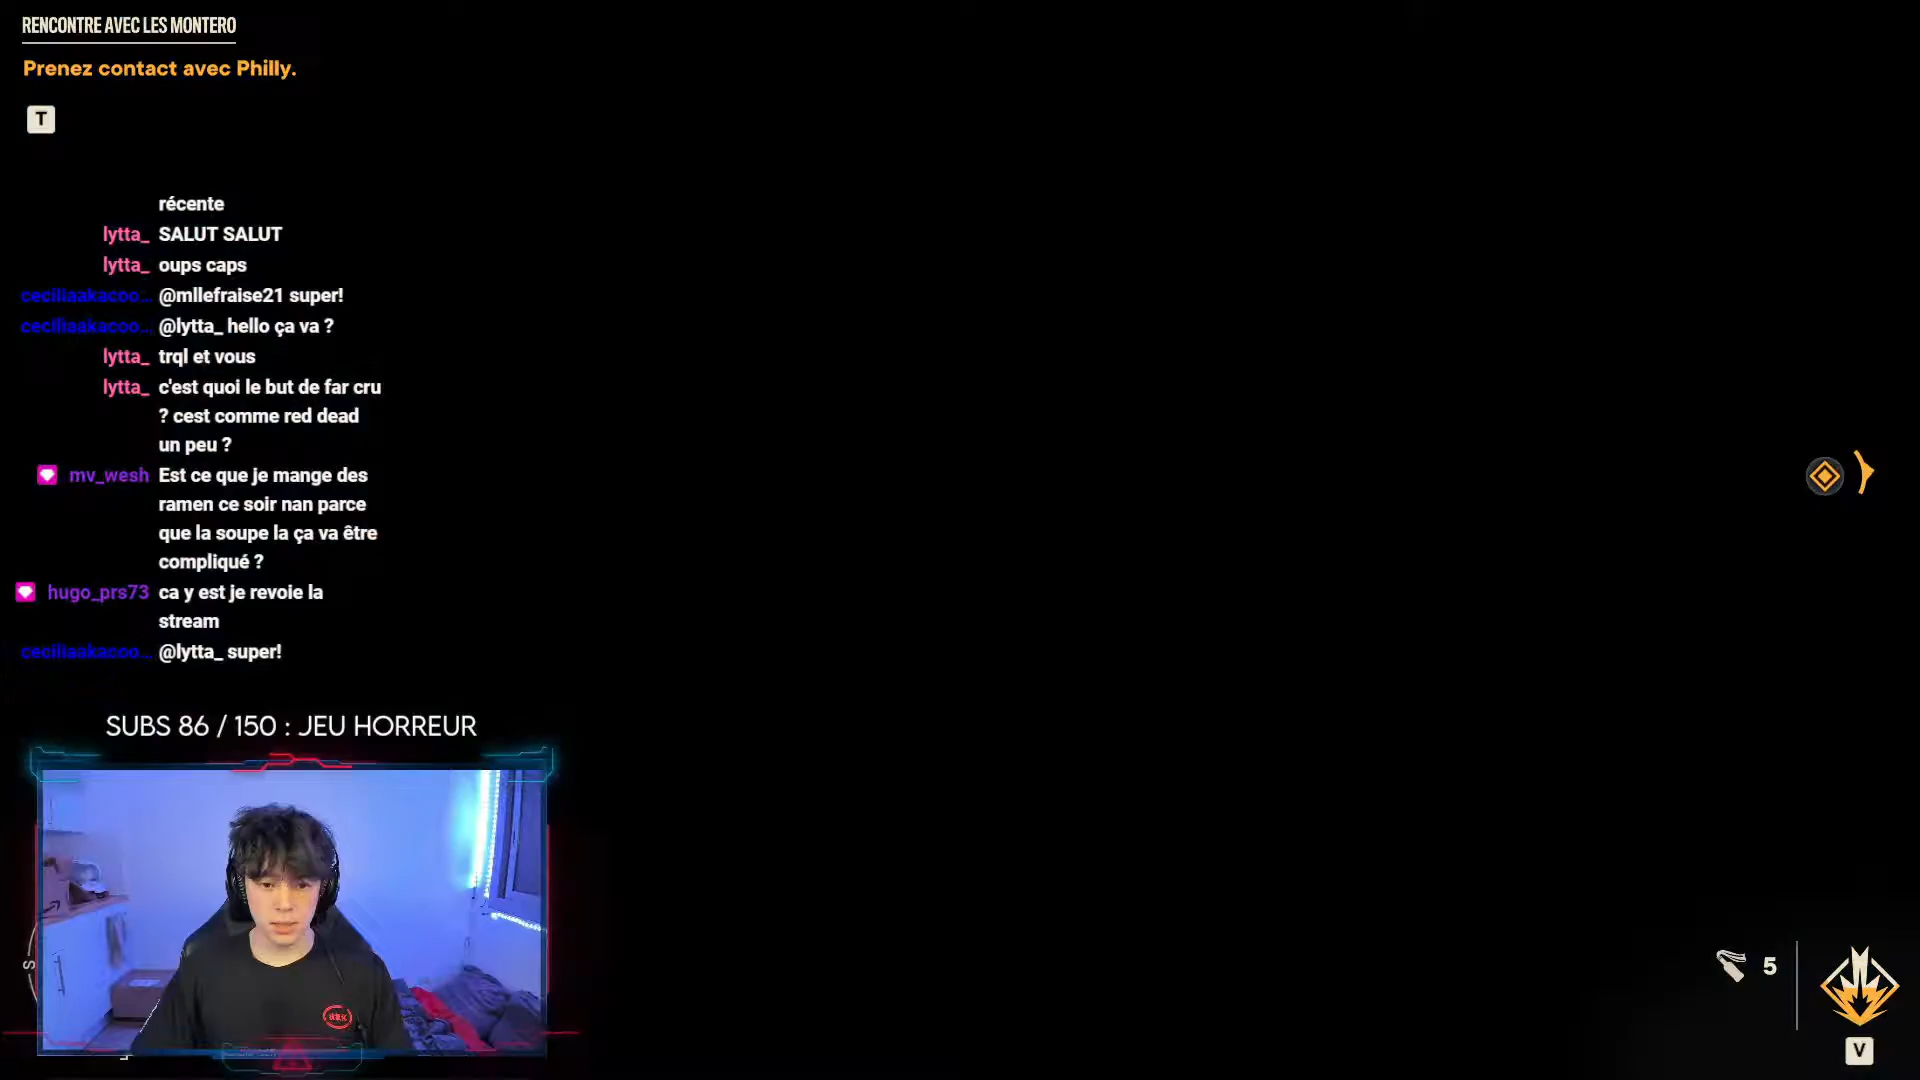 RENCONTRE AVEC LES MONTERO
Prenez contact avec Philly.
T
récente
lytta_ SALUT SALUT
lytta_ oups caps
ceciliaakacoo... @mllefraise21 super!
ceciliaakacoo... @lytta_ hello ça va ?
lytta_ trql et vous
lytta_ c'est quoi le but de far cru
? cest comme red dead
un peu ?
mv_wesh Est ce que je mange des
ramen ce soir nan parce
que la soupe la ça va être
compliqué ?
hugo_prs73 ca y est je revoie la
stream
ceciliaakacoo... @lytta_ super!
SUBS 86 / 150 : JEU HORREUR
S
5
V